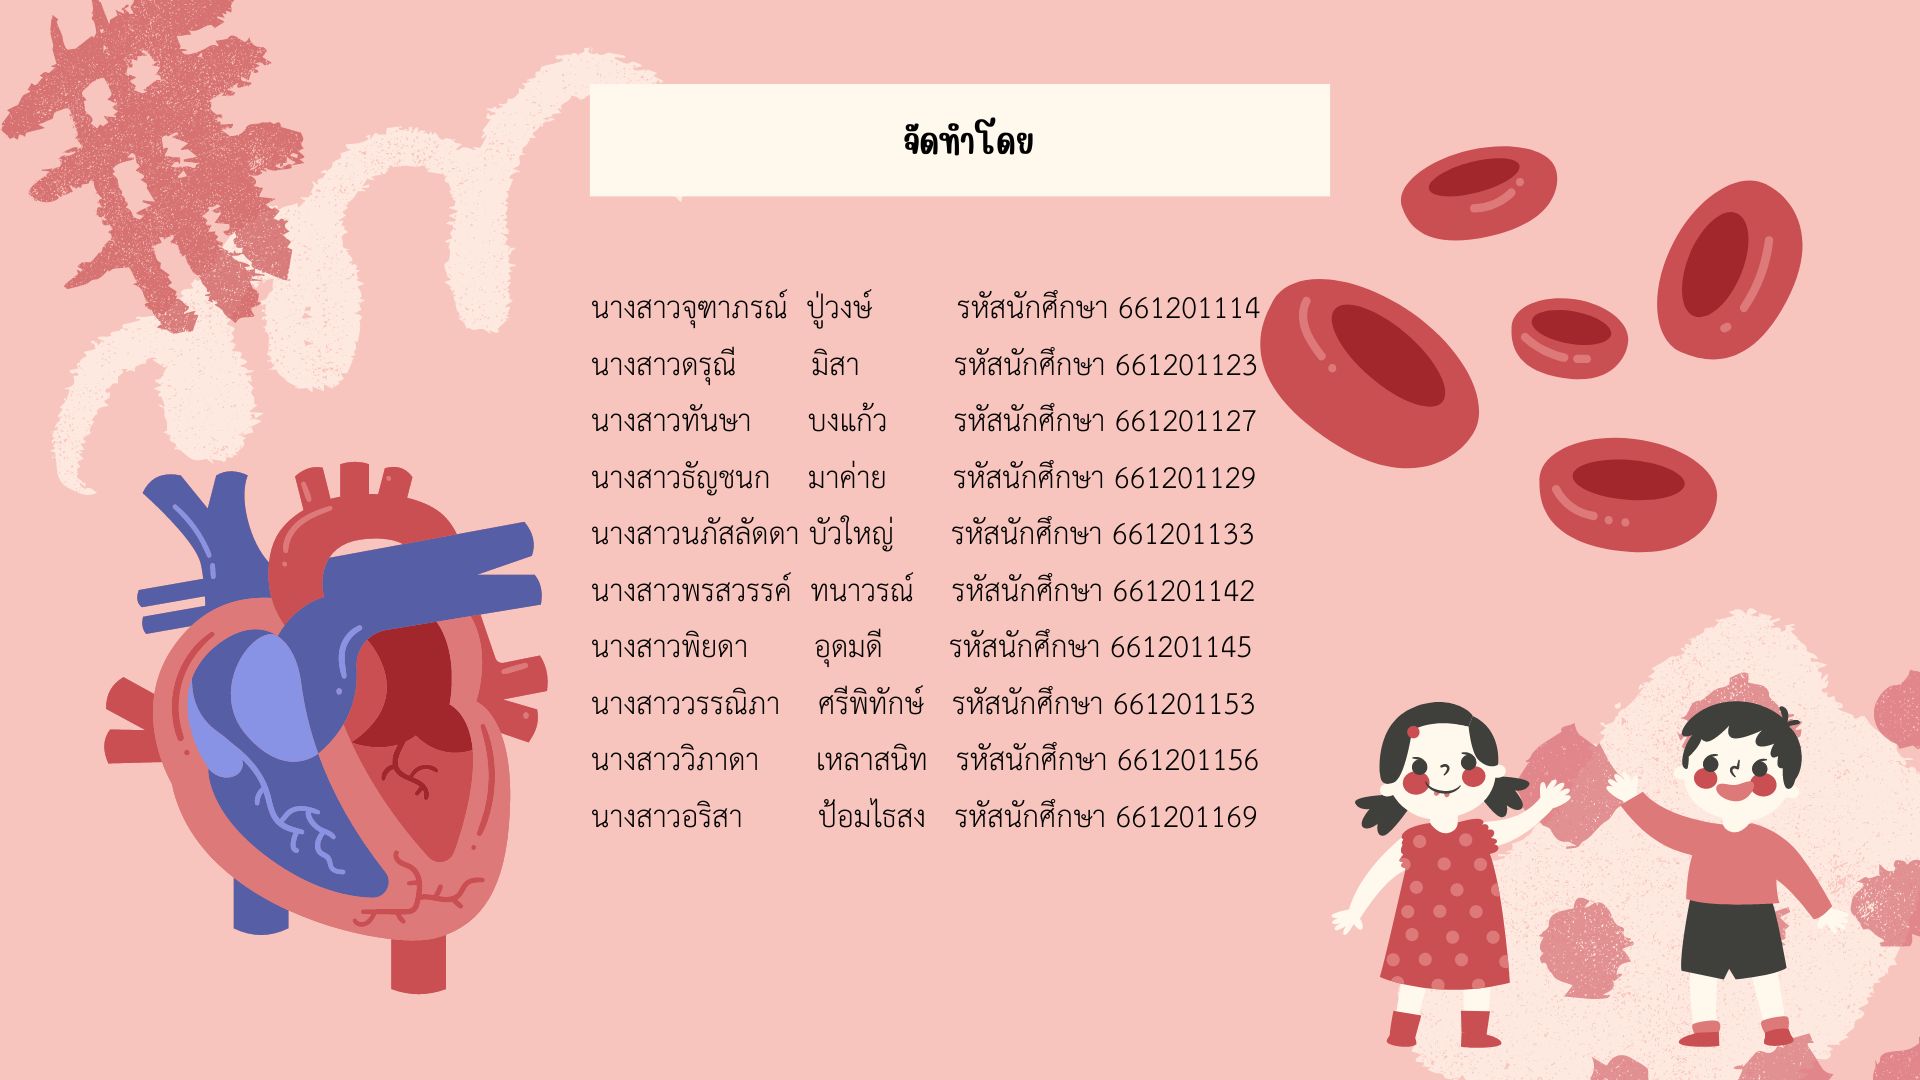 จัดทำโดย
นางสาวจุฑาภรณ์ ปู่วงษ์ รหัสนักศึกษา 661201114
นางสาวดรุณี มิสา รหัสนักศึกษา 661201123
นางสาวทันษา บงแก้ว รหัสนักศึกษา 661201127
นางสาวธัญชนก มาค่าย รหัสนักศึกษา 661201129
นางสาวนภัสลัดดา บัวใหญ่ รหัสนักศึกษา 661201133
นางสาวพรสวรรค์ ทนาวรณ์ รหัสนักศึกษา 661201142
นางสาวพิยดา อุดมดี รหัสนักศึกษา 661201145
นางสาววรรณิภา ศรีพิทักษ์ รหัสนักศึกษา 661201153
นางสาววิภาดา เหลาสนิท รหัสนักศึกษา 661201156
นางสาวอริสา ป้อมไธสง รหัสนักศึกษา 661201169